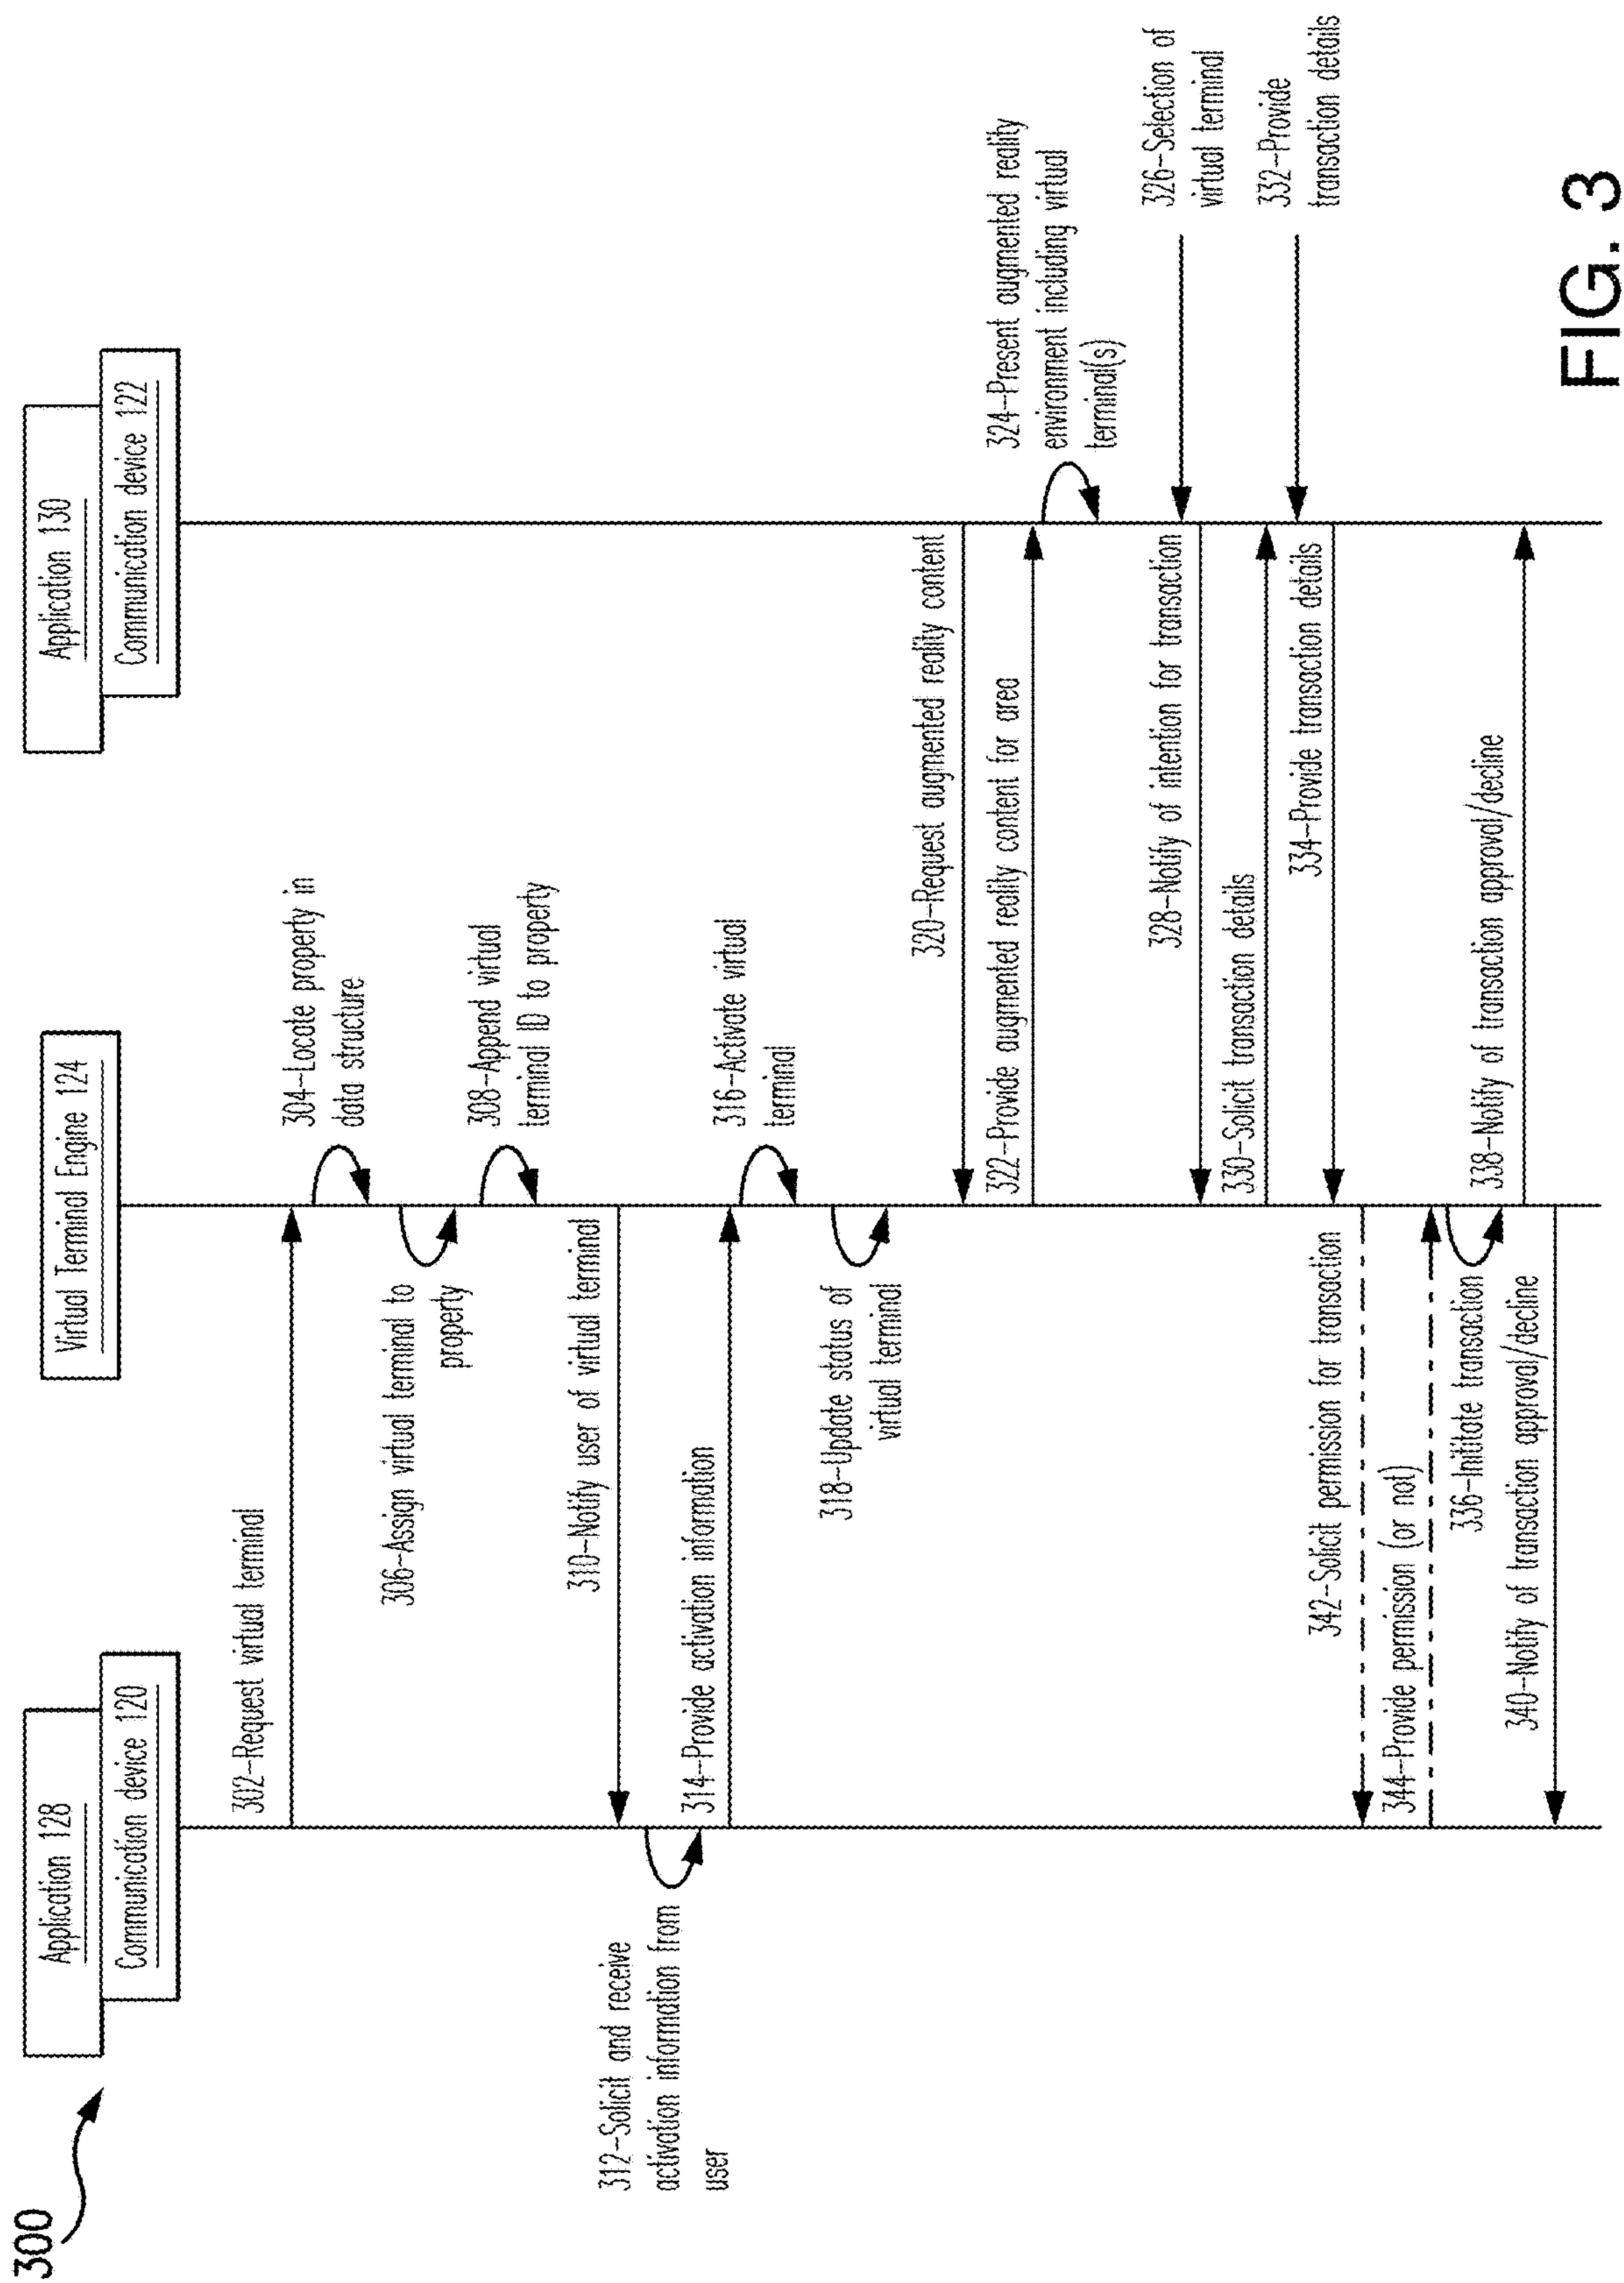 300
Application 128
Communication device 120
Virtual Terminal Engine 124
Application 130
Communication device 122
302–Request virtual terminal
304–Locate property in
data structure
306–Assign virtual terminal to
property
308–Append virtual
terminal ID to property
310–Notify user of virtual terminal
312–Solicit and receive
activation information from
user
314–Provide activation information
316–Activate virtual
terminal
318–Update status of
virtual terminal
320–Request augmented reality content
322–Provide augmented reality content for area
324–Present augmented reality
environment including virtual
terminal(s)
326–Selection of
virtual terminal
328–Notify of intention for transaction
330–Solicit transaction details
332–Provide
transaction details
334–Provide transaction details
342–Solicit permission for transaction
344–Provide permission (or not)
336–Inititate transaction
338–Notify of transaction approval/decline
340–Notify of transaction approval/decline
FIG. 3